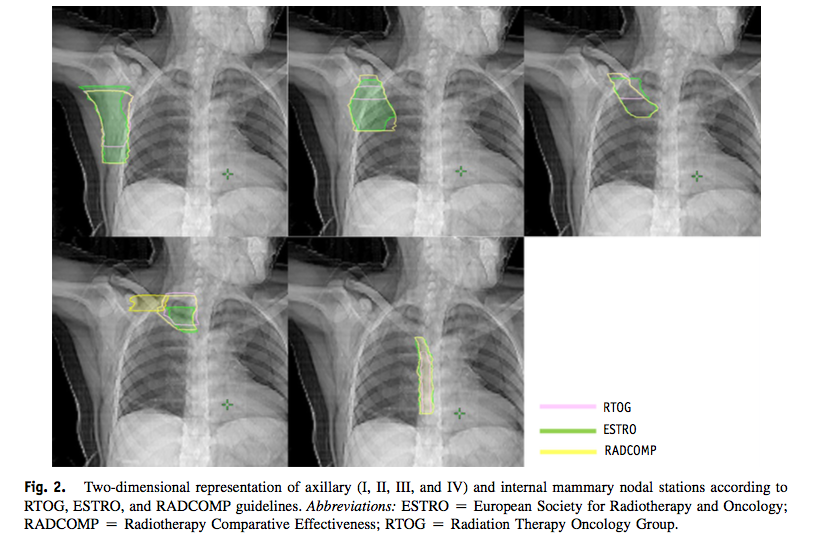 RTOG
ESTRO
RADCOMP
Fig. 2. Two-dimensional representation of axillary (I, II, III, and IV) and internal mammary nodal stations according to
RTOG, ESTRO, and RADCOMP guidelines. Abbreviations: ESTRO = European Society for Radiotherapy and Oncology;
RADCOMP = Radiotherapy Comparative Effectiveness; RTOG = Radiation Therapy Oncology Group.